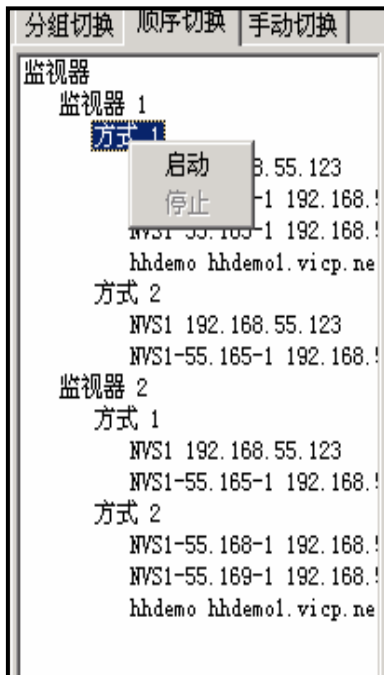 分组切换 顺序切换 手动切换
监视器
监视器 1
方式 1
启动
8.55.123
停止
-1 192.168.
-1 192.168.
hhdemo hhdemo1.vicp.ne
方式 2
NVS1 192.168.55.123
NVS1-55.165-1 192.168.
监视器 2
方式 1
NVS1 192.168.55.123
NVS1-55.165-1 192.168.
方式 2
NVS1-55.168-1 192.168.
NVS1-55.169-1 192.168.
hhdemo hhdemo1.vicp.ne